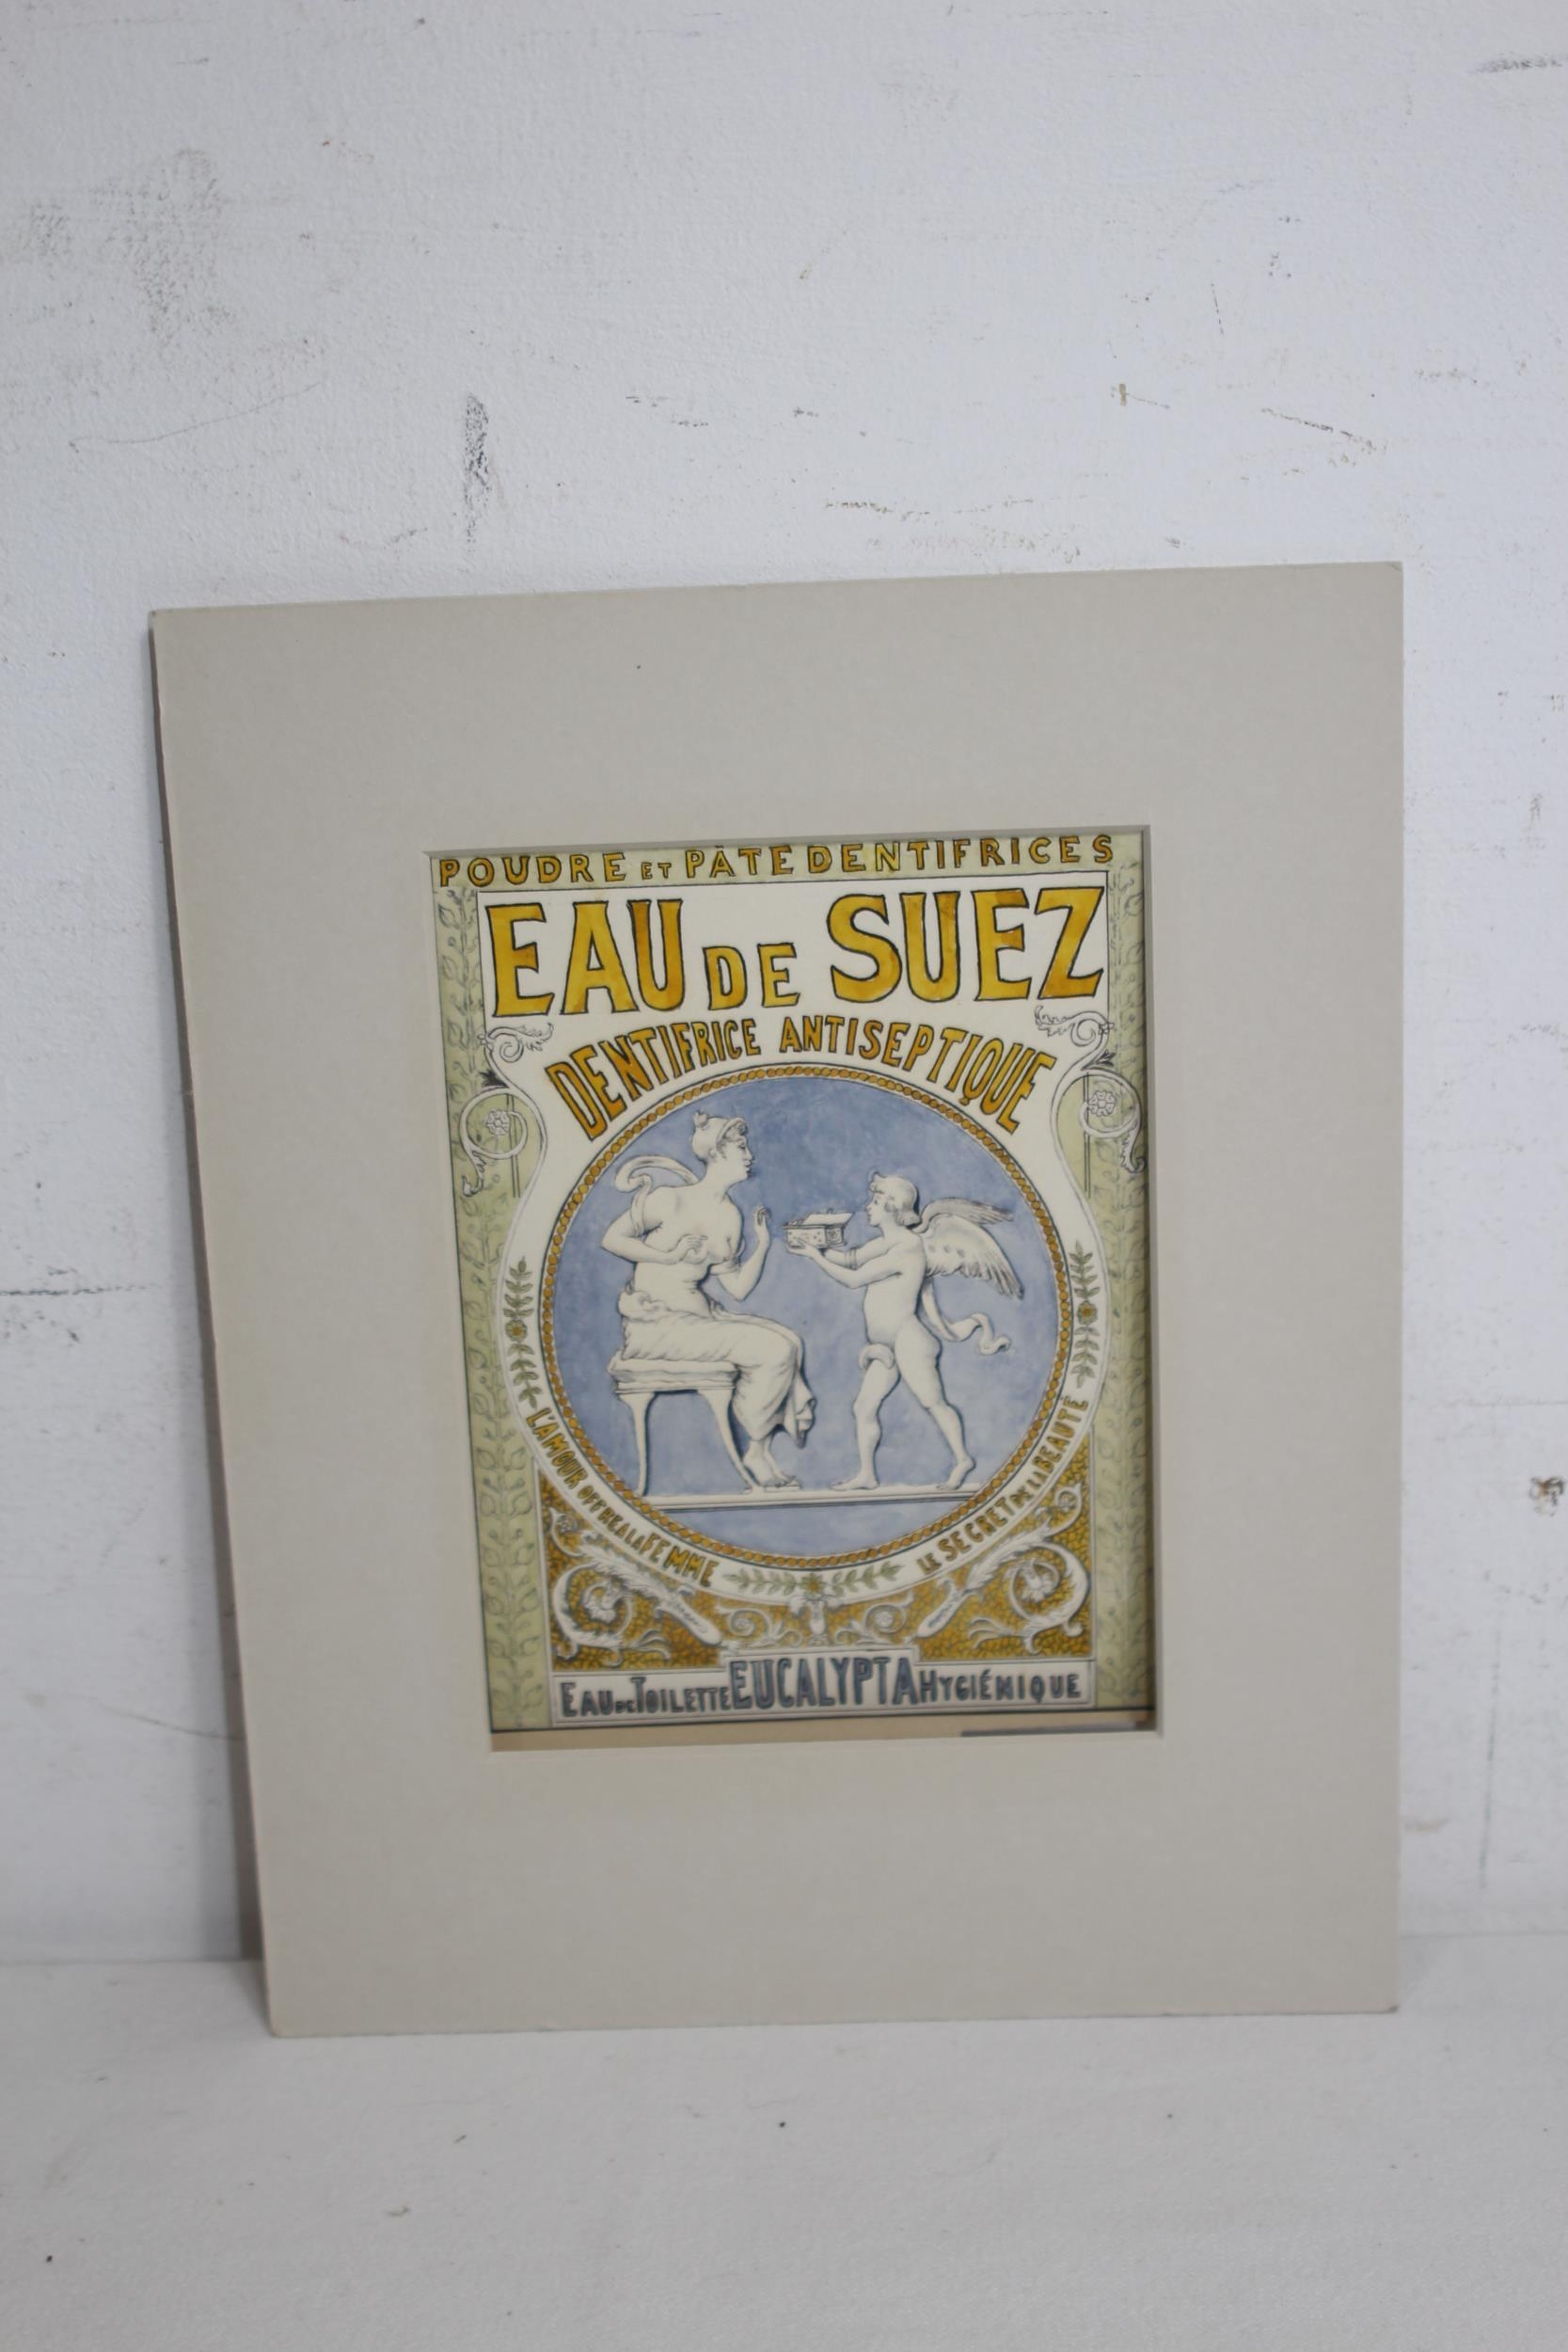 POUDRE ET PÂTE DENTIFRICES
EAU DE SUEZ
DENTIFRICE ANTISEPTIQUE
L'AMOUR OFFRE A LA FEMME
LE SECRET DE LA BEAUTÉ
EAU DE TOILETTE EUCALYPTA HYGIÉNIQUE